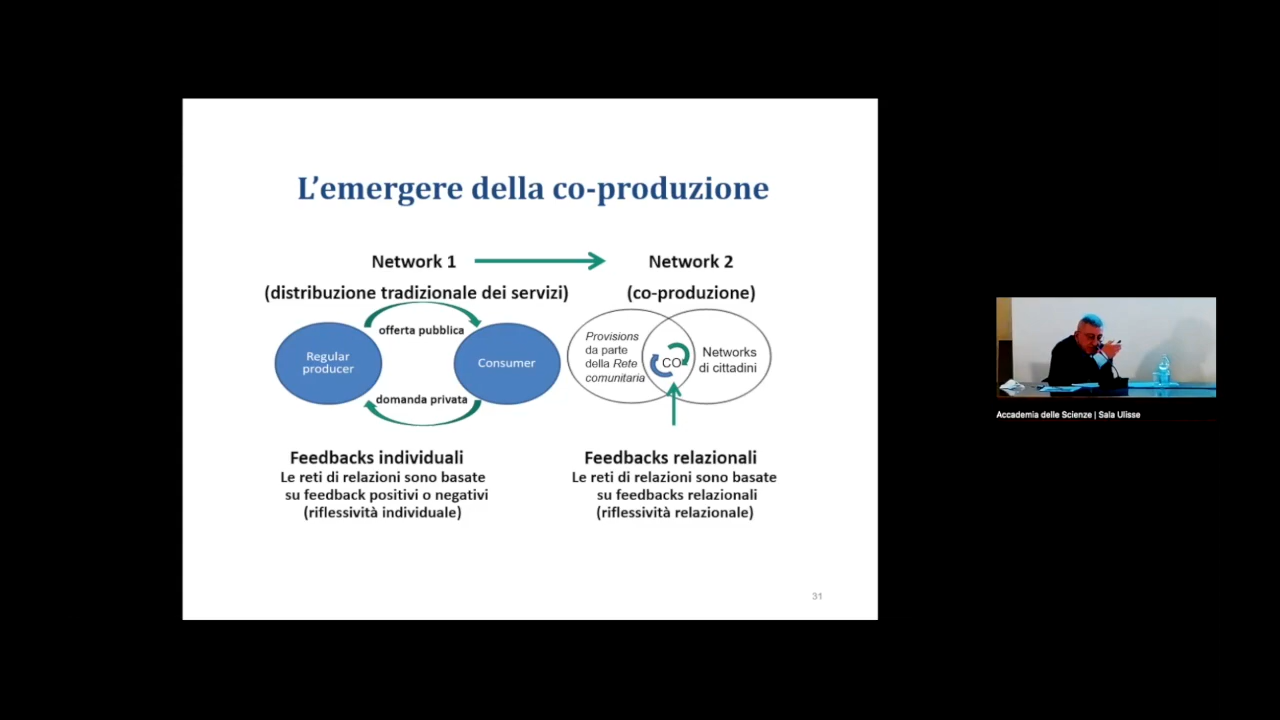 L'emergere della co-produzione
Network 1
Network 2
(distribuzione tradizionale dei servizi)
(co-produzione)
offerta pubblica
Regular
producer
Consumer
domanda privata
Provisions
da parte
della Rete
comunitaria
CO
Networks
di cittadini
Feedbacks individuali
Le reti di relazioni sono basate
su feedback positivi o negativi
(riflessività individuale)
Feedbacks relazionali
Le reti di relazioni sono basate
su feedbacks relazionali
(riflessività relazionale)
31
Accademia delle Scienze | Sala Ulisse